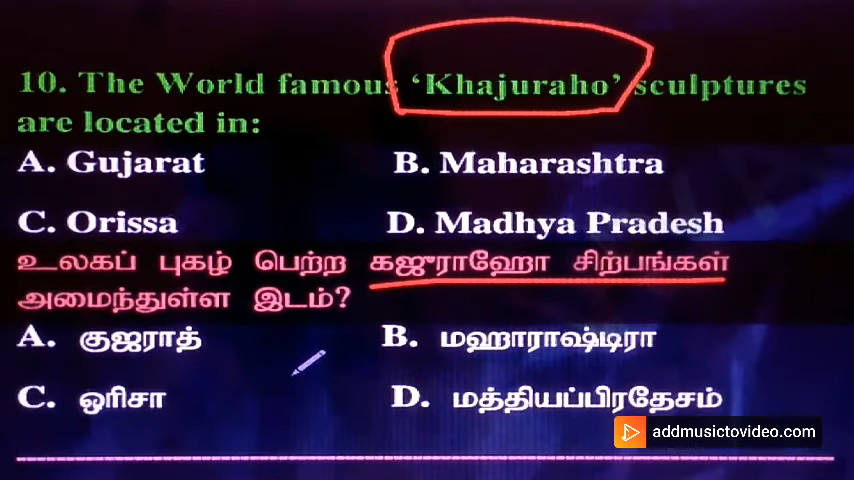 10. The World famous ‘Khajuraho’ sculptures
are located in:
A. Gujarat B. Maharashtra
C. Orissa D. Madhya Pradesh
உலகப் புகழ் பெற்ற கஜுராஹோ சிற்பங்கள்
அமைந்துள்ள இடம்?
A. குஜராத் B. மஹாராஷ்டிரா
C. ஒரிசா D. மத்தியப்பிரதேசம்
addmusictovideo.com